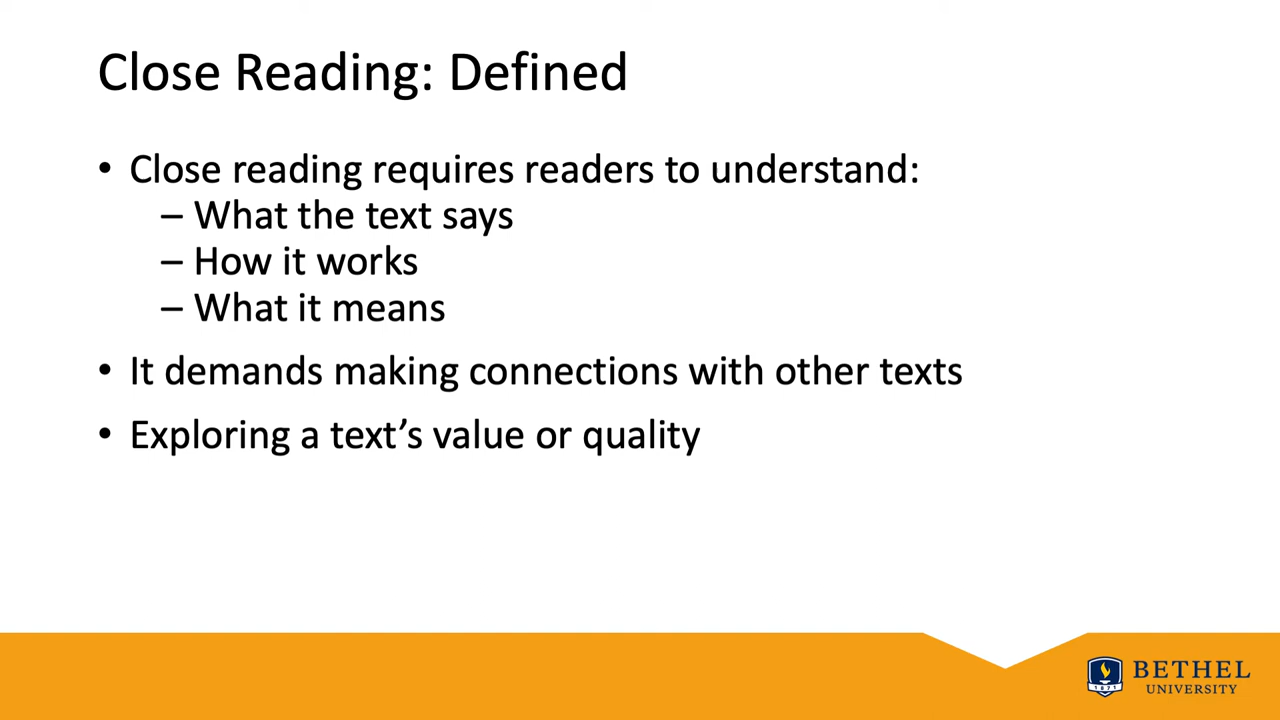 Close Reading: Defined
• Close reading requires readers to understand:
– What the text says
– How it works
– What it means
• It demands making connections with other texts
• Exploring a text’s value or quality
1871
BETHEL
UNIVERSITY